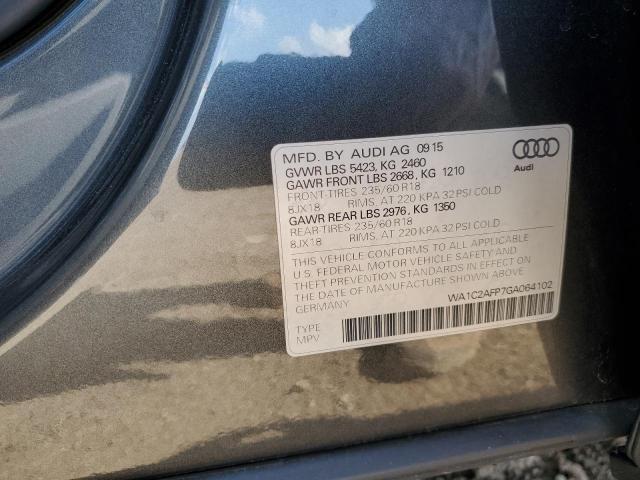 MFD. BY AUDI AG 09 15
GVWR LBS 5423, KG 2460
GAWR FRONT LBS 2668, KG 1210
FRONT-TIRES 235/60 R18
8JX18 RIMS, AT 220 KPA 32 PSI COLD
GAWR REAR LBS 2976, KG 1350
REAR-TIRES 235/60 R18
8JX18 RIMS, AT 220 KPA 32 PSI COLD
Audi
THIS VEHICLE CONFORMS TO ALL APPLICABLE
U.S. FEDERAL MOTOR VEHICLE SAFETY AND
THEFT PREVENTION STANDARDS IN EFFECT ON
THE DATE OF MANUFACTURE SHOWN ABOVE
GERMANY
WA1C2AFP7GA064102
TYPE
MPV